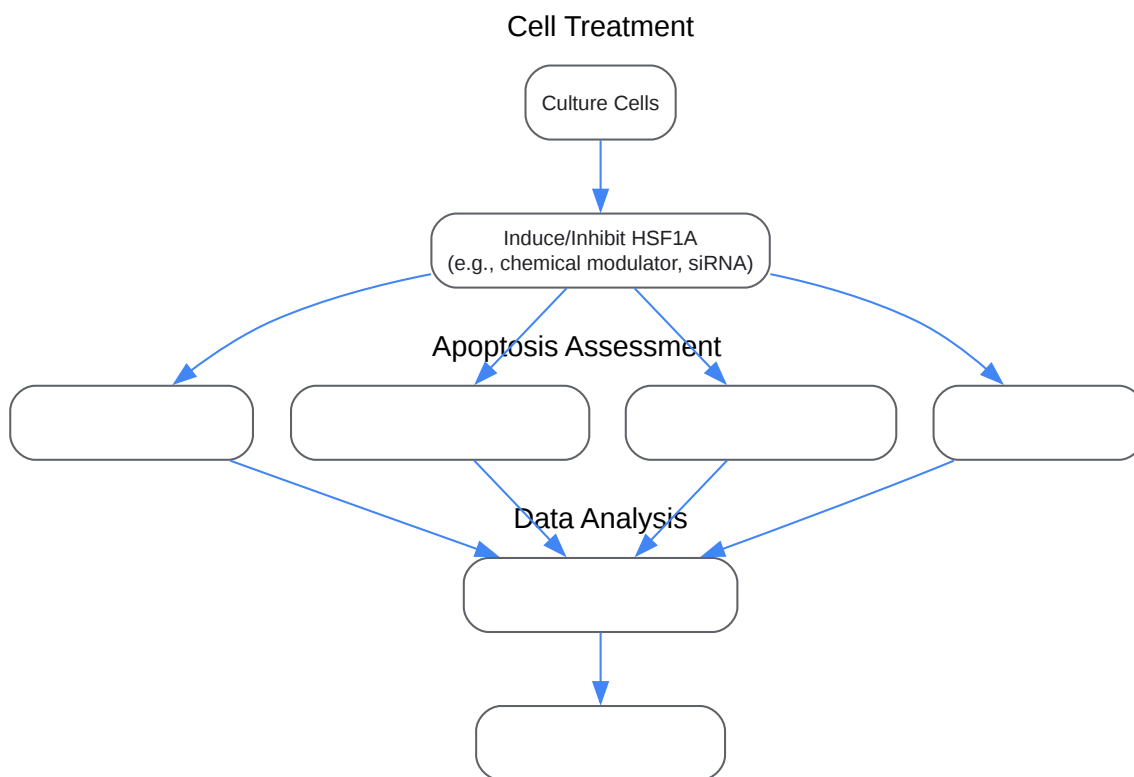 Cell Treatment
Culture Cells
Induce/Inhibit HSF1A
(e.g., chemical modulator, siRNA)
Apoptosis Assessment
Data Analysis